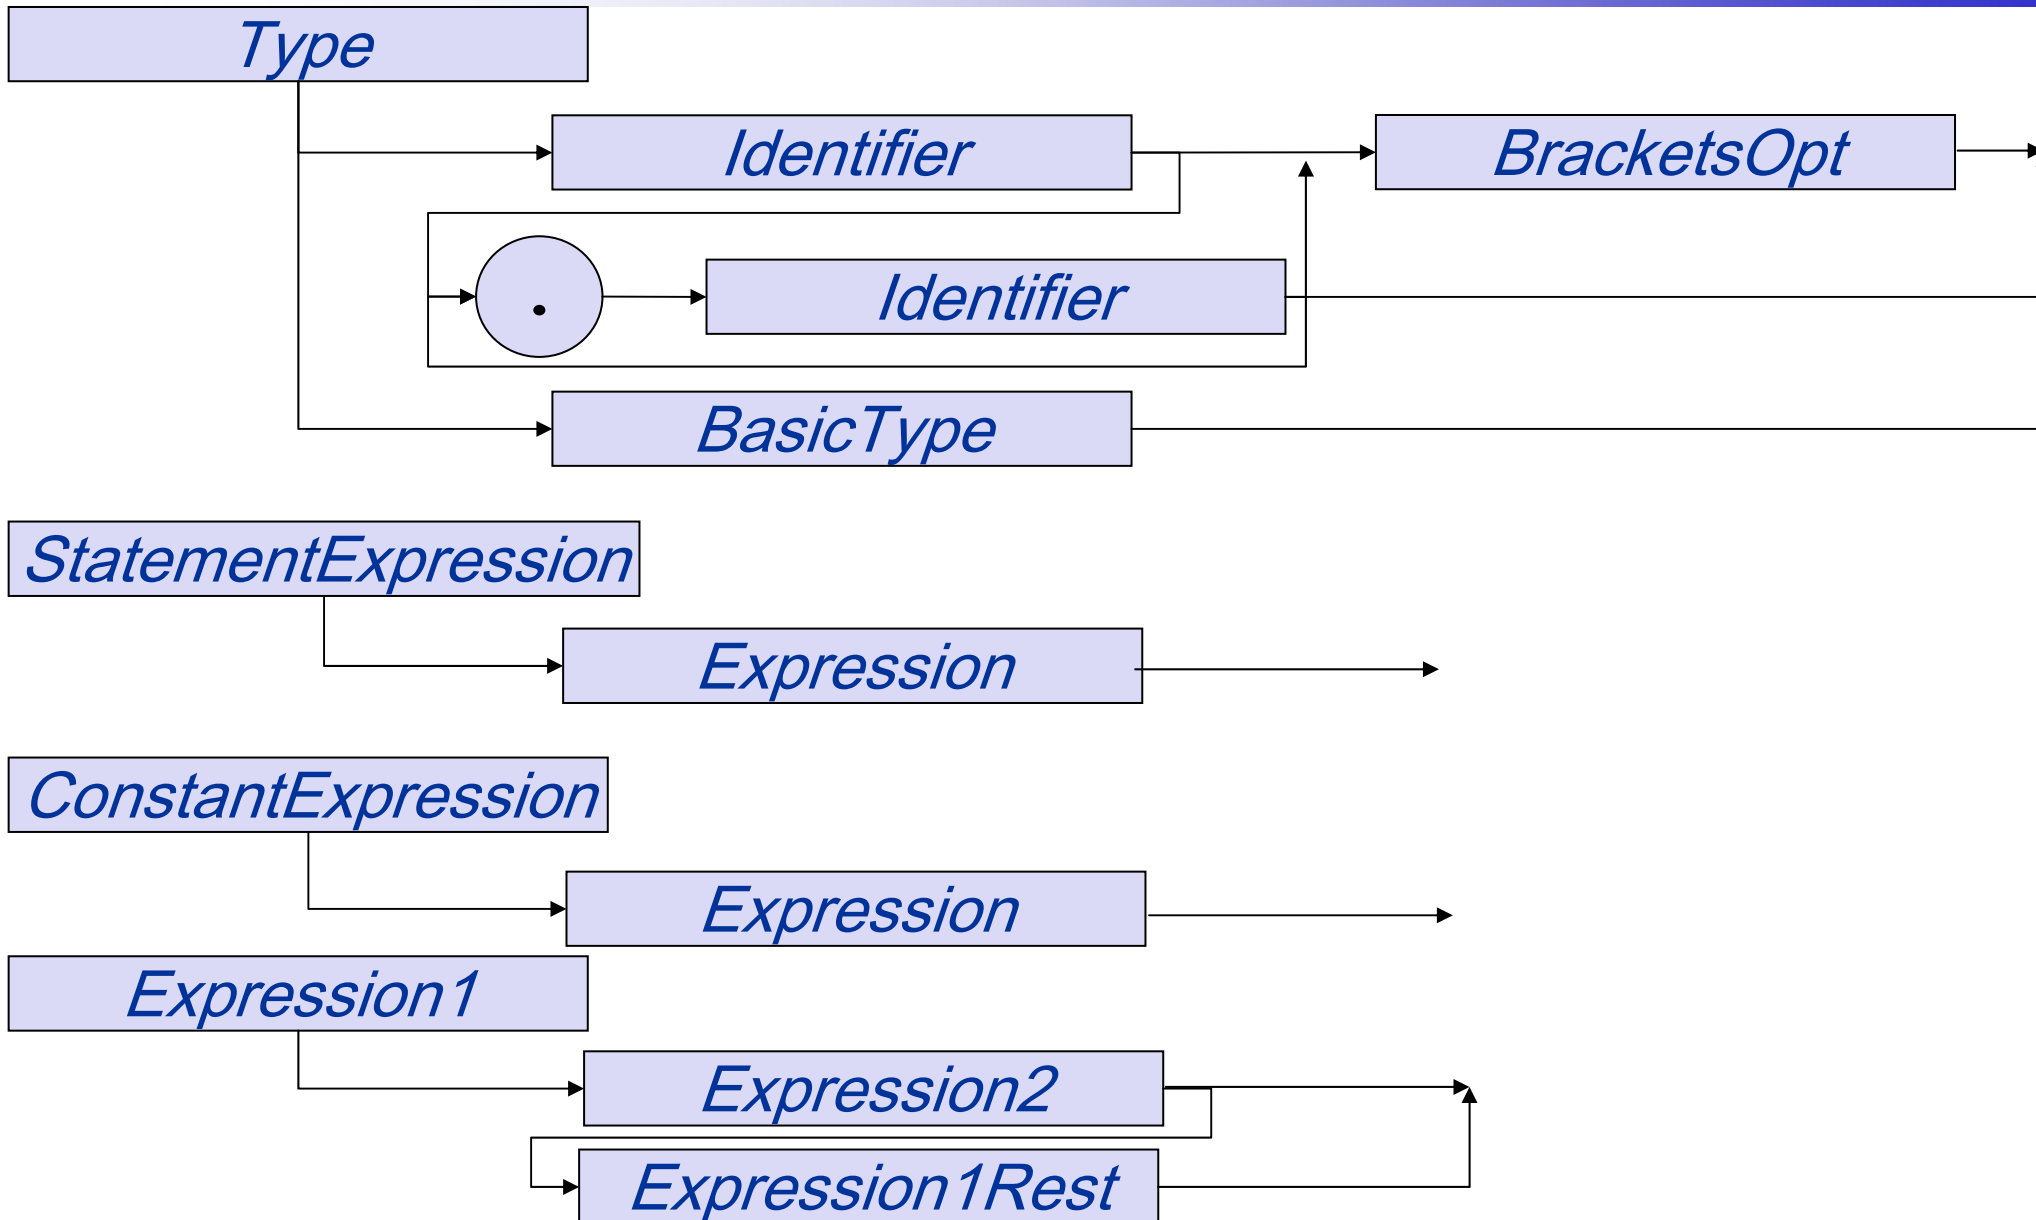 Type
Identifier
BracketsOpt
.
Identifier
BasicType
StatementExpression
Expression
ConstantExpression
Expression
Expression1
Expression2
Expression1Rest